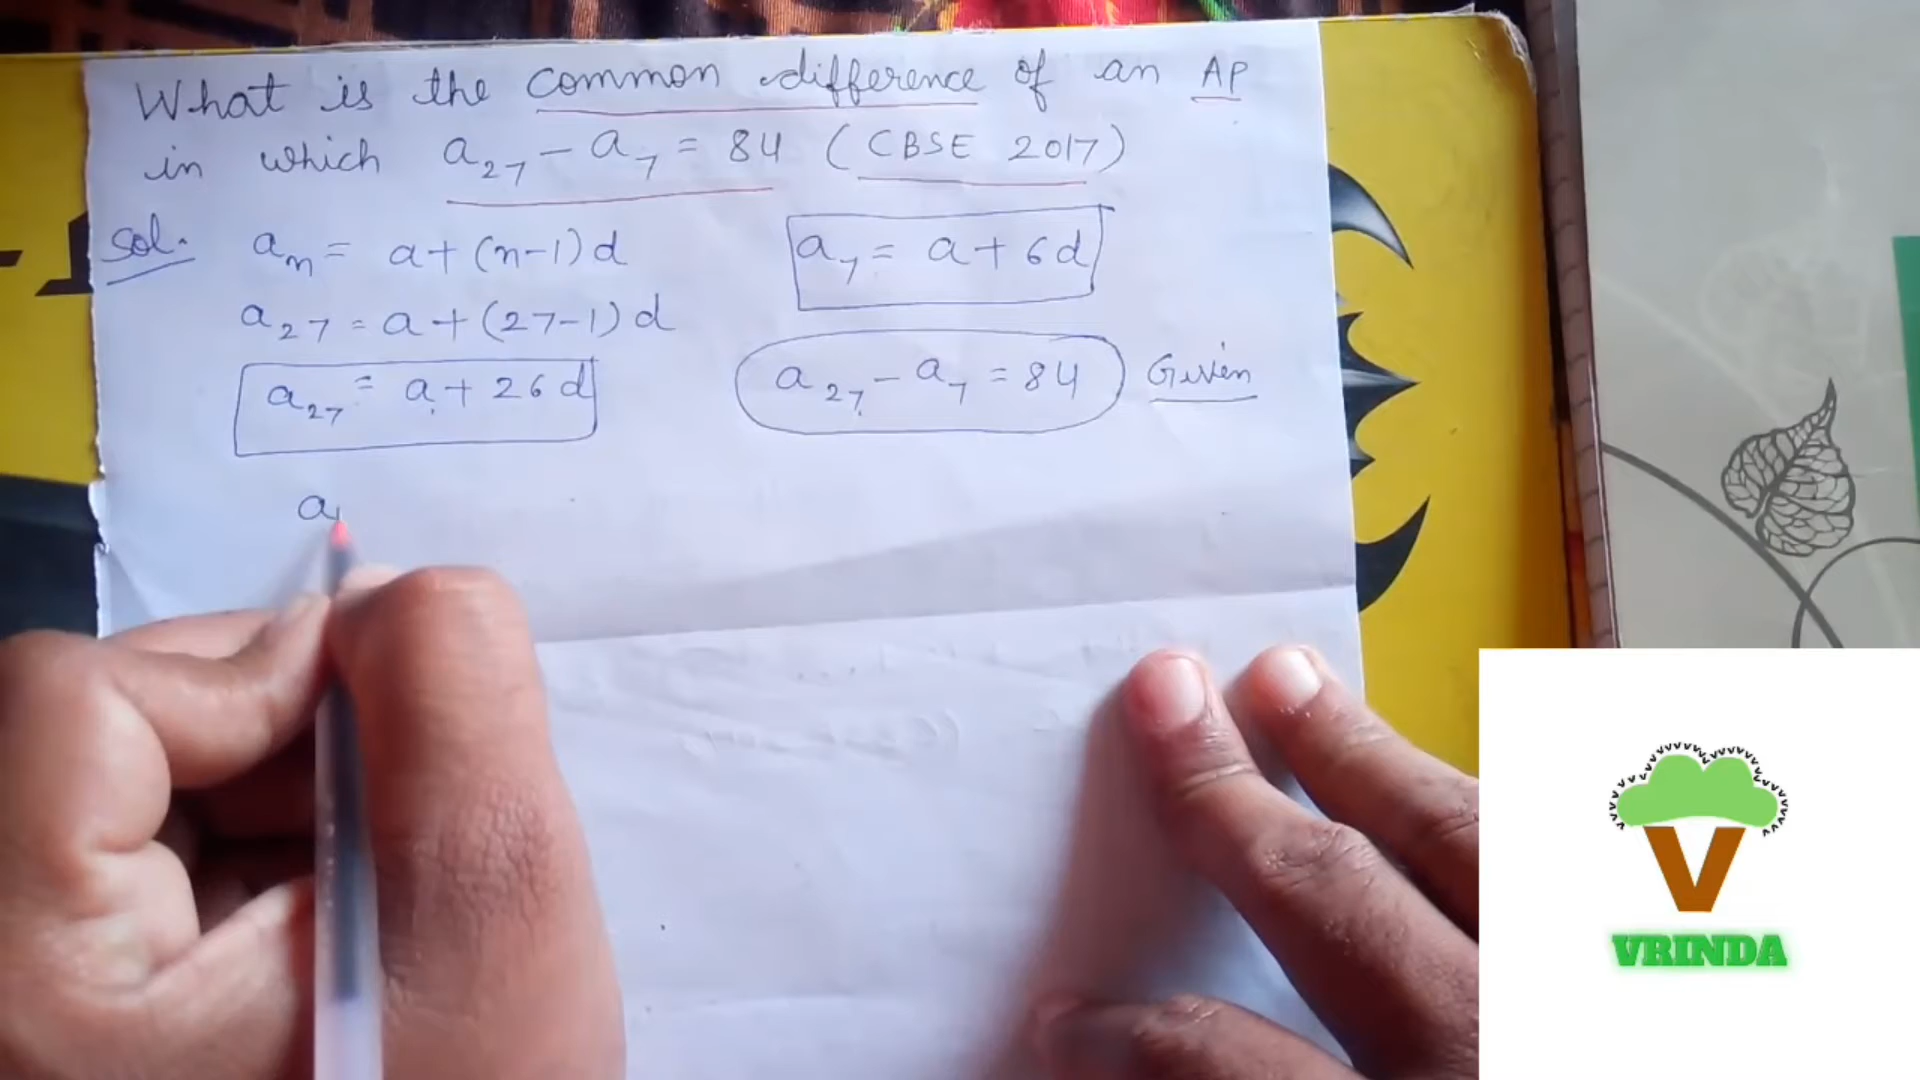 What is the common difference of an AP
in which a₂₇ - a₇ = 84 (CBSE 2017)
Sol. aₙ = a + (n-1)d
a₇ = a + 6d
a₂₇ = a + (27-1)d
a₂₇ = a + 26d
a₂₇ - a₇ = 84 Given
a
V
VRINDA